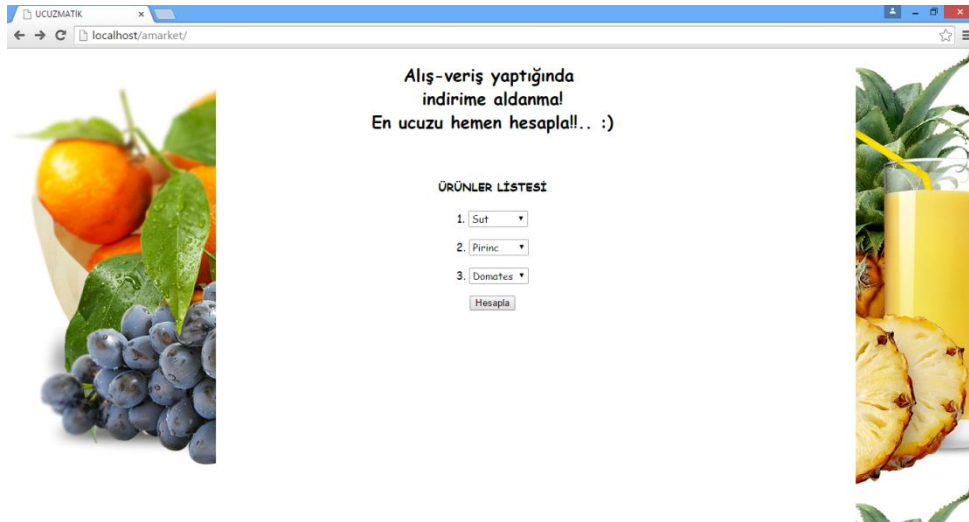 UCUZMATİK
localhost/amarket/
Alış-veriş yaptığında
indirime aldanma!
En ucuzu hemen hesapla!!.. :)
ÜRÜNLER LİSTESİ
1. Sut
2. Pirinc
3. Domates
Hesapla